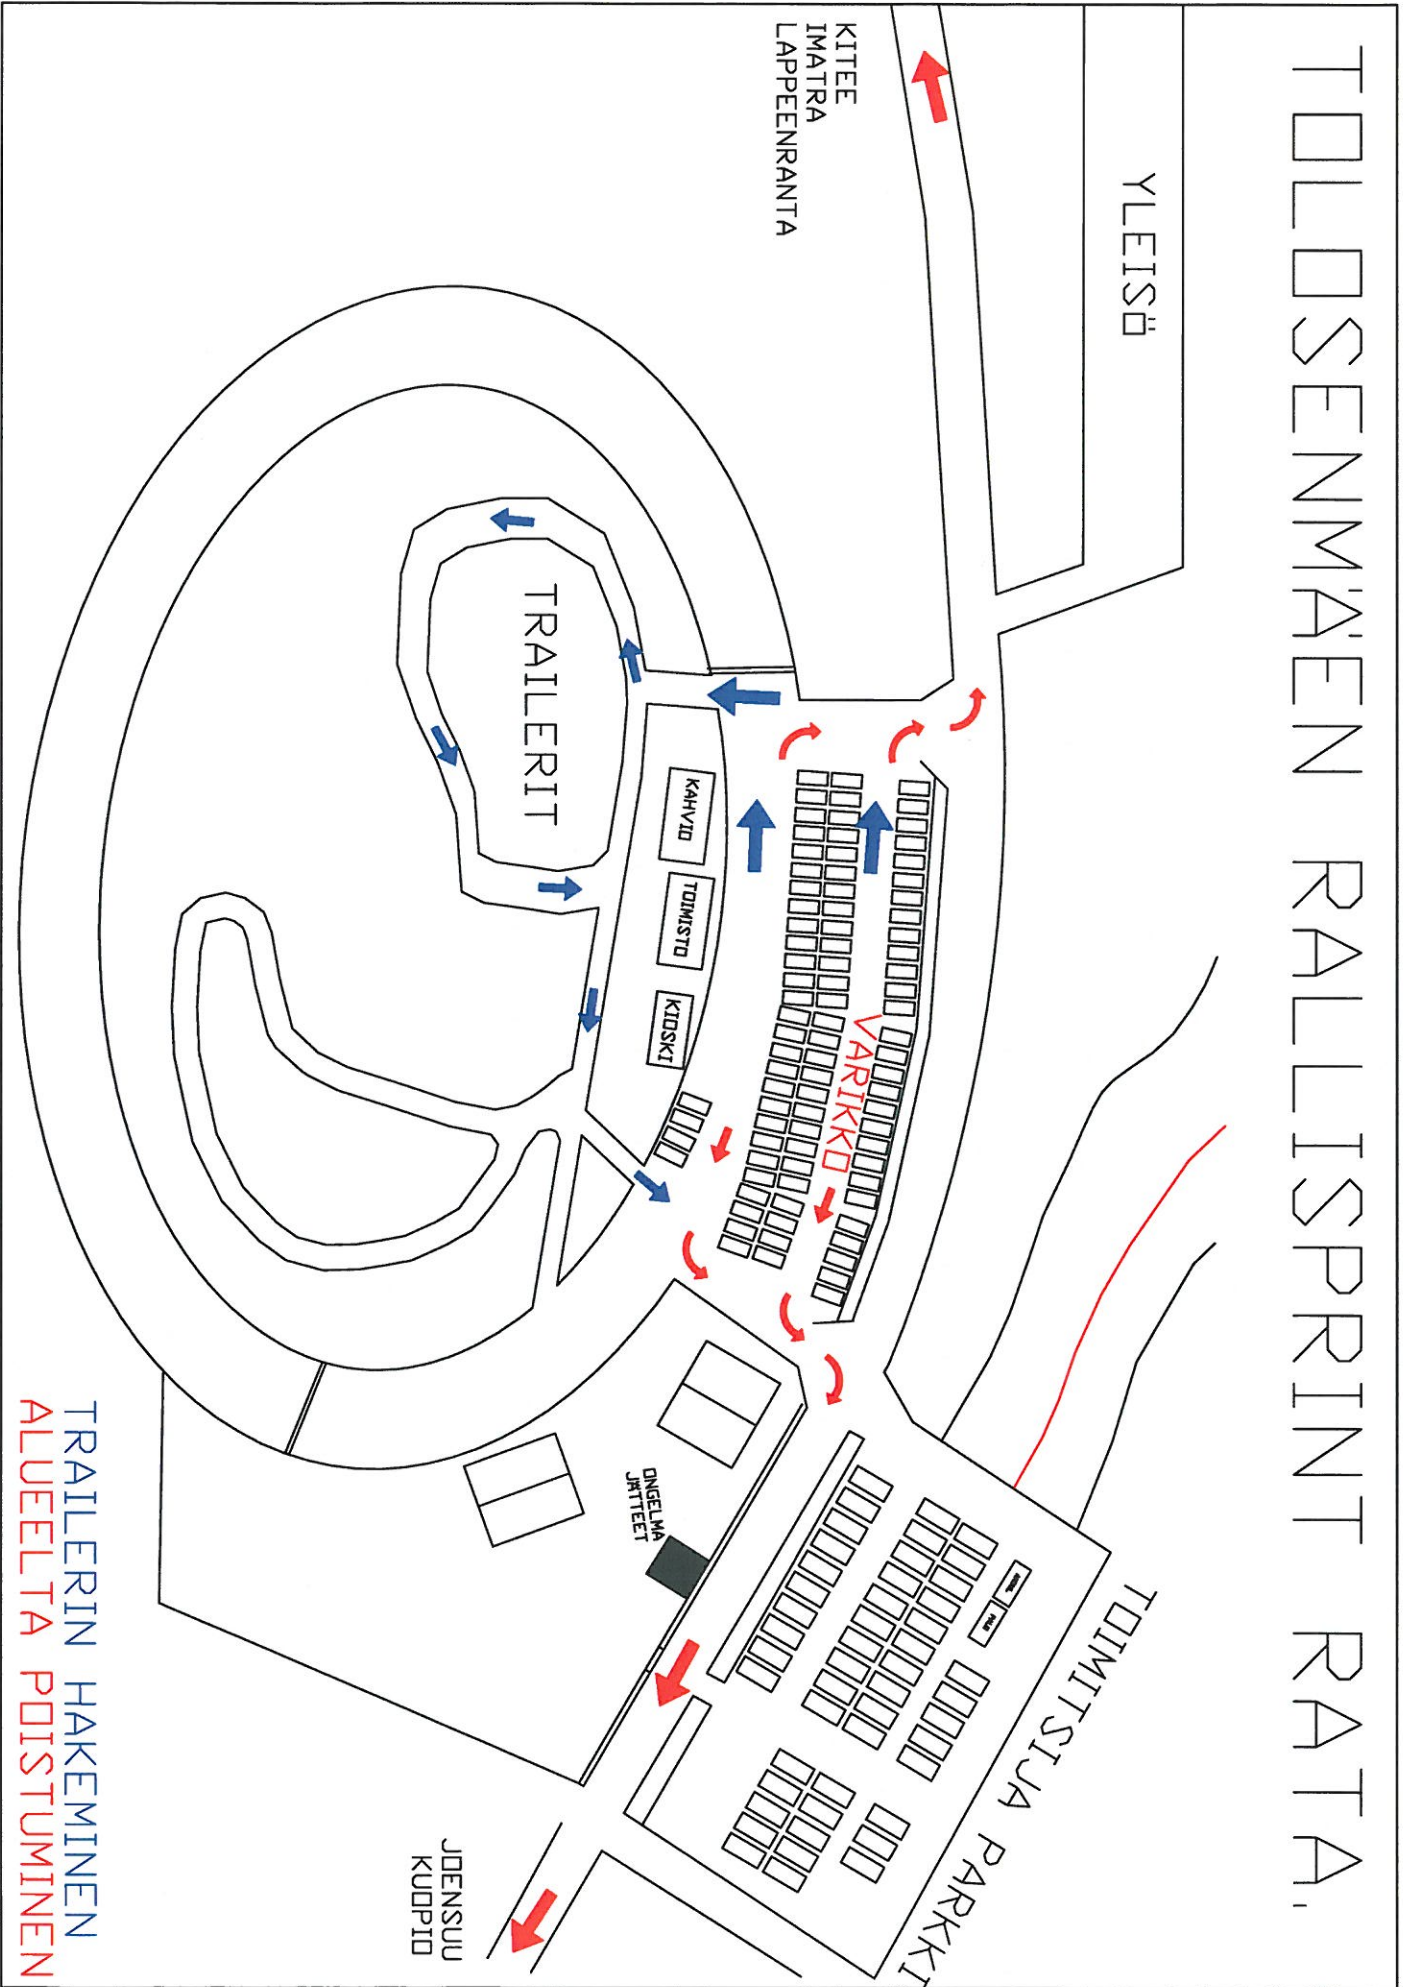 TOLOSENMÄEN RALLISPRINT RATA.
YLEISÖ
KITEE
IMATRA
LAPPEENRANTA
TRAILERIT
KAHVIO
TOIMISTO
KIOSKI
VARIKKO
ONGELMA
JÄTTEET
TOIMITSIJA PARKKI
JOENSUU
KUOPIO
TRAILERIN HAKEMINEN
ALUEELTA POISTUMINEN